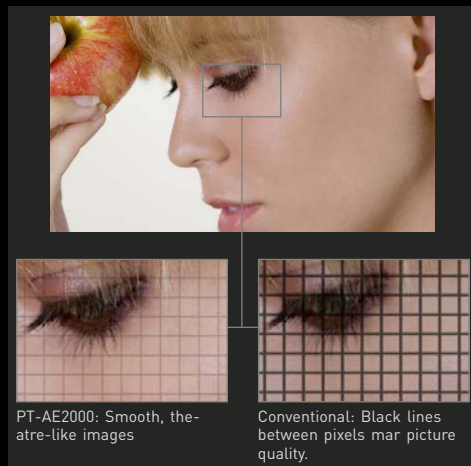 PT-AE2000: Smooth, the-
atre-like images
Conventional: Black lines
between pixels mar picture
quality.